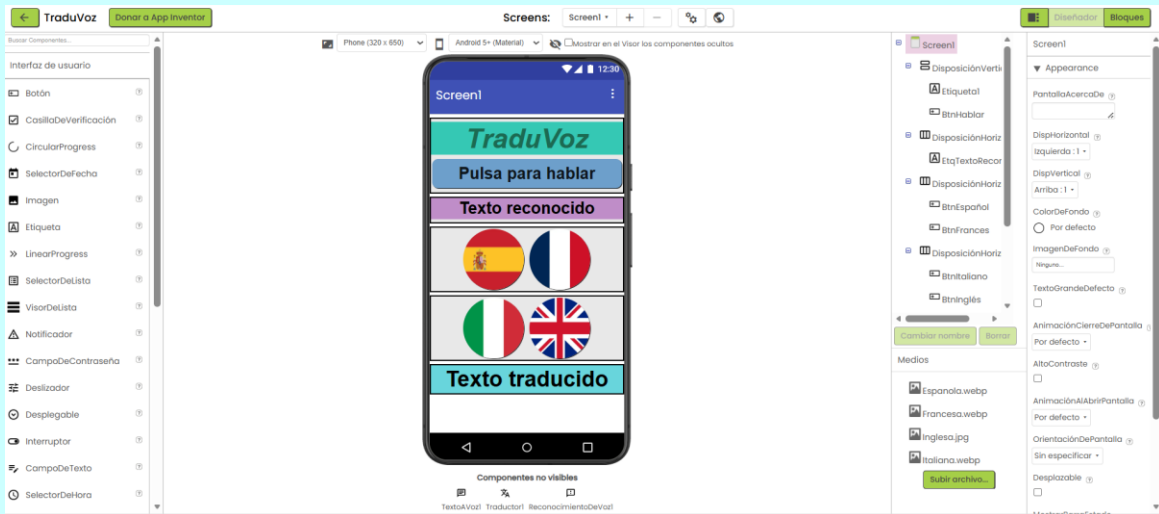 TraduVoz
Donar a App Inventor
Screens:
Screen1
Diseñador
Bloques
Buscar Componentes...
Interfaz de usuario
Botón
CasillaDeVerificación
CircularProgress
SelectorDeFecha
Imagen
Etiqueta
LinearProgress
SelectorDeLista
VisorDeLista
Notificador
CampoDeContraseña
Deslizador
Desplegable
Interruptor
CampoDeTexto
SelectorDeHora
Phone (320 x 650)
Android 5+ (Material)
Mostrar en el Visor los componentes ocultos
12:30
Screen1
TraduVoz
Pulsa para hablar
Texto reconocido
Texto traducido
Componentes no visibles
TextoAVoz1
Traductor1
ReconocimientoDeVoz1
Screen1
DisposiciónVerti
Etiqueta1
BtnHablar
DisposiciónHoriz
EtqTextoRecor
DisposiciónHoriz
BtnEspañol
BtnFrances
DisposiciónHoriz
BtnItaliano
BtnInglés
Cambiar nombre
Borrar
Medios
Espanola.webp
Francesa.webp
Inglesa.jpg
Italiana.webp
Subir archivo...
Screen1
Appearance
PantallaAcercaDe
DispHorizontal
Izquierda : 1
DispVertical
Arriba : 1
ColorDeFondo
Por defecto
ImagenDeFondo
Ninguno...
TextoGrandeDefecto
AnimaciónCierreDePantalla
Por defecto
AltoContraste
AnimaciónAlAbrirPantalla
Por defecto
OrientaciónDePantalla
Sin especificar
Desplazable